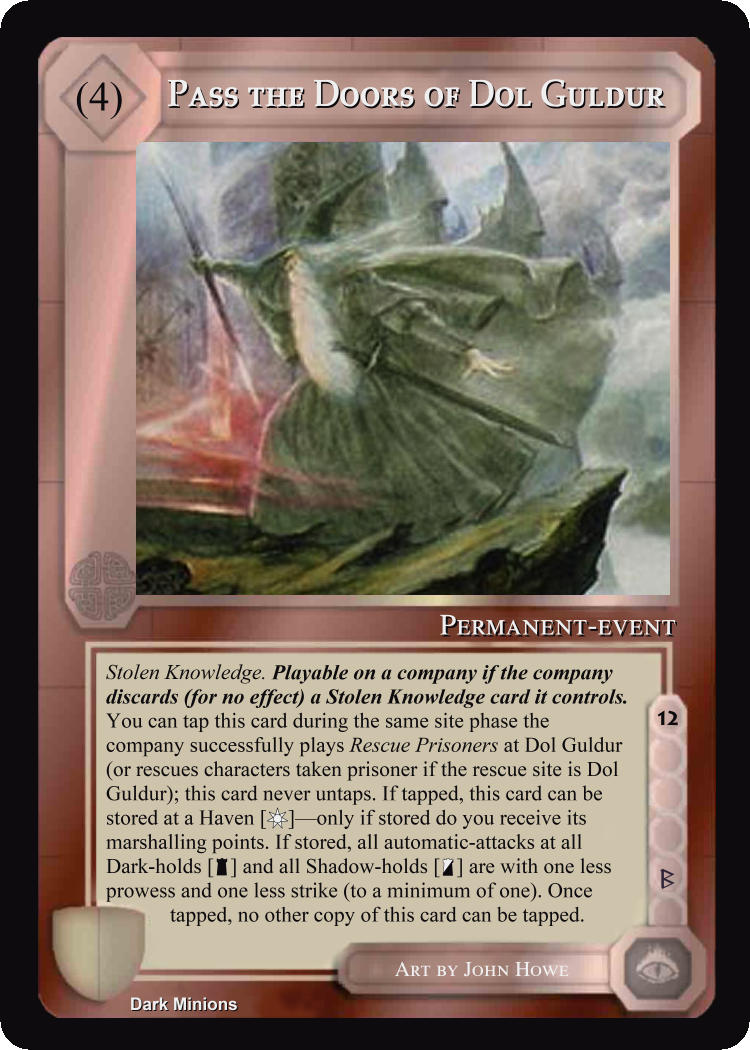 (4)
Pass the Doors of Dol Guldur
Permanent-event
Stolen Knowledge. Playable on a company if the company
discards (for no effect) a Stolen Knowledge card it controls.
You can tap this card during the same site phase the
company successfully plays Rescue Prisoners at Dol Guldur
(or rescues characters taken prisoner if the rescue site is Dol
Guldur); this card never untaps. If tapped, this card can be
stored at a Haven [ ]—only if stored do you receive its
marshalling points. If stored, all automatic-attacks at all
Dark-holds [ ] and all Shadow-holds [ ] are with one less
prowess and one less strike (to a minimum of one). Once
tapped, no other copy of this card can be tapped.
12
ᛒ
Art by John Howe
Dark Minions